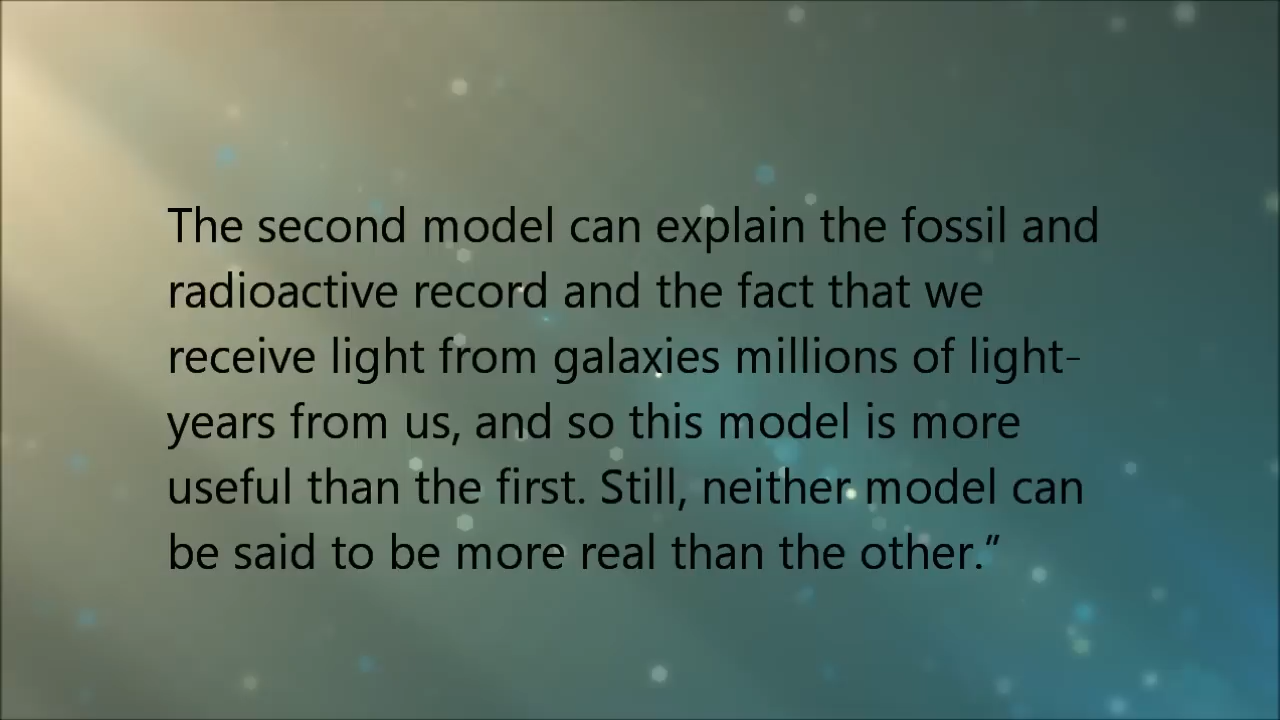 The second model can explain the fossil and
radioactive record and the fact that we
receive light from galaxies millions of light-
years from us, and so this model is more
useful than the first. Still, neither model can
be said to be more real than the other.”